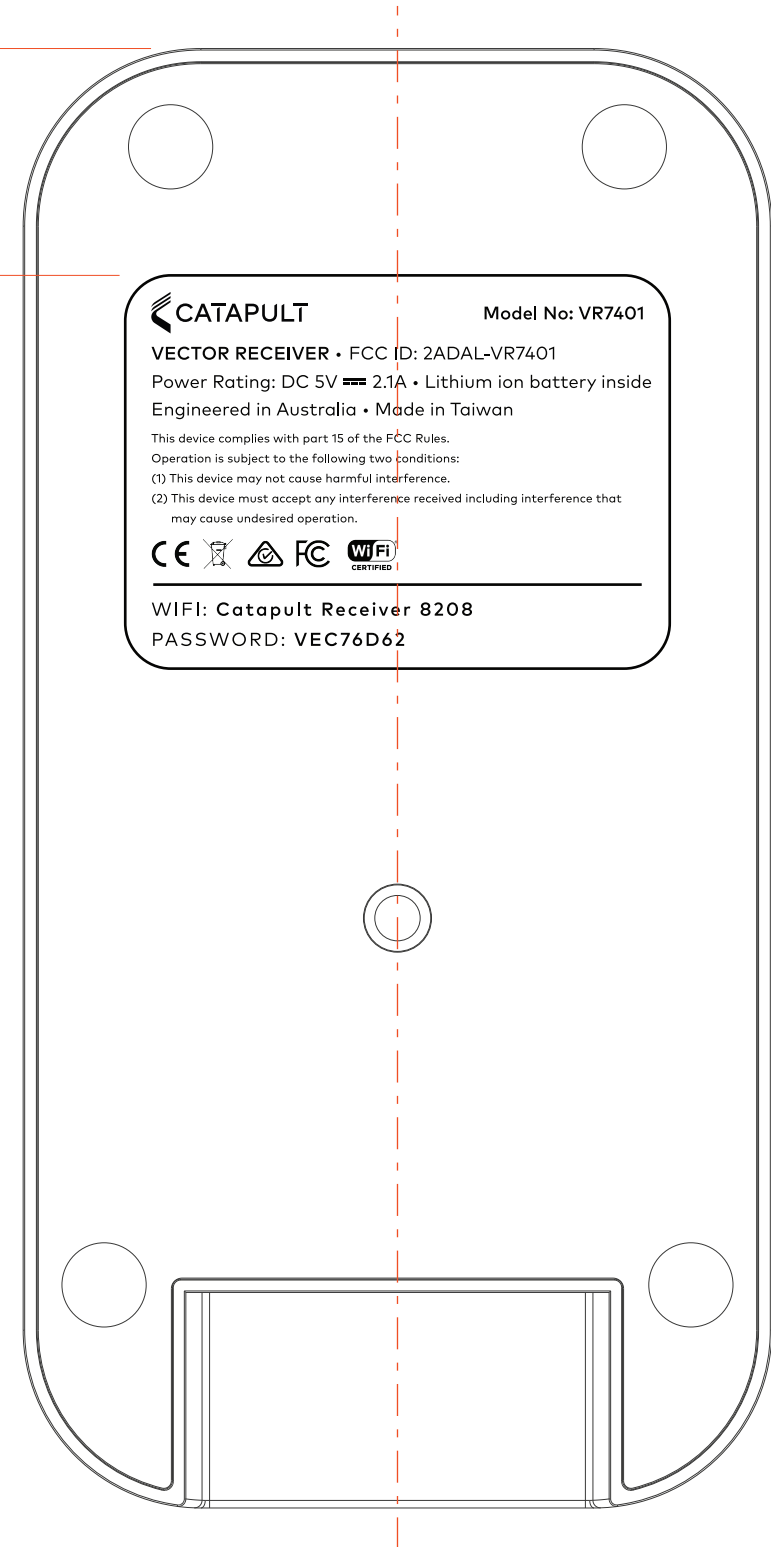 CATAPULT
Model No: VR7401
VECTOR RECEIVER • FCC ID: 2ADAL-VR7401
Power Rating: DC 5V ⎓ 2.1A • Lithium ion battery inside
Engineered in Australia • Made in Taiwan
This device complies with part 15 of the FCC Rules.
Operation is subject to the following two conditions:
(1) This device may not cause harmful interference.
(2) This device must accept any interference received including interference that
may cause undesired operation.
CE FC WiFi CERTIFIED
WIFI: Catapult Receiver 8208
PASSWORD: VEC76D62